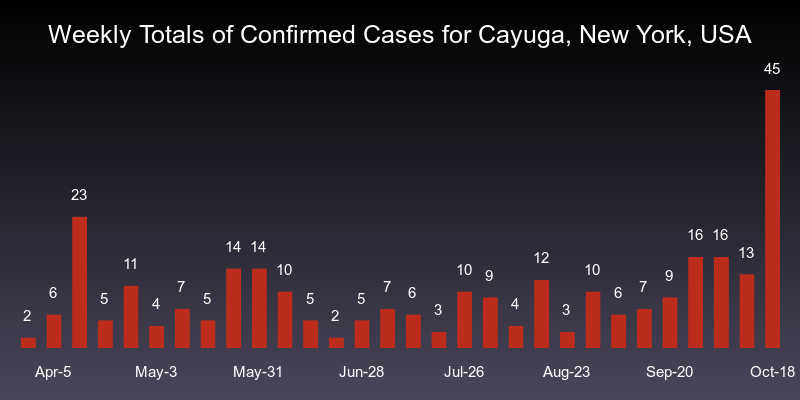 Weekly Totals of Confirmed Cases for Cayuga, New York, USA
45
23
16 16
14 14
13
12
11
10 10 10
9 9
7 7 7
6 6 6
5 5 5 5
4 4
3 3
2 2
Apr-5 May-3 May-31 Jun-28 Jul-26 Aug-23 Sep-20 Oct-18